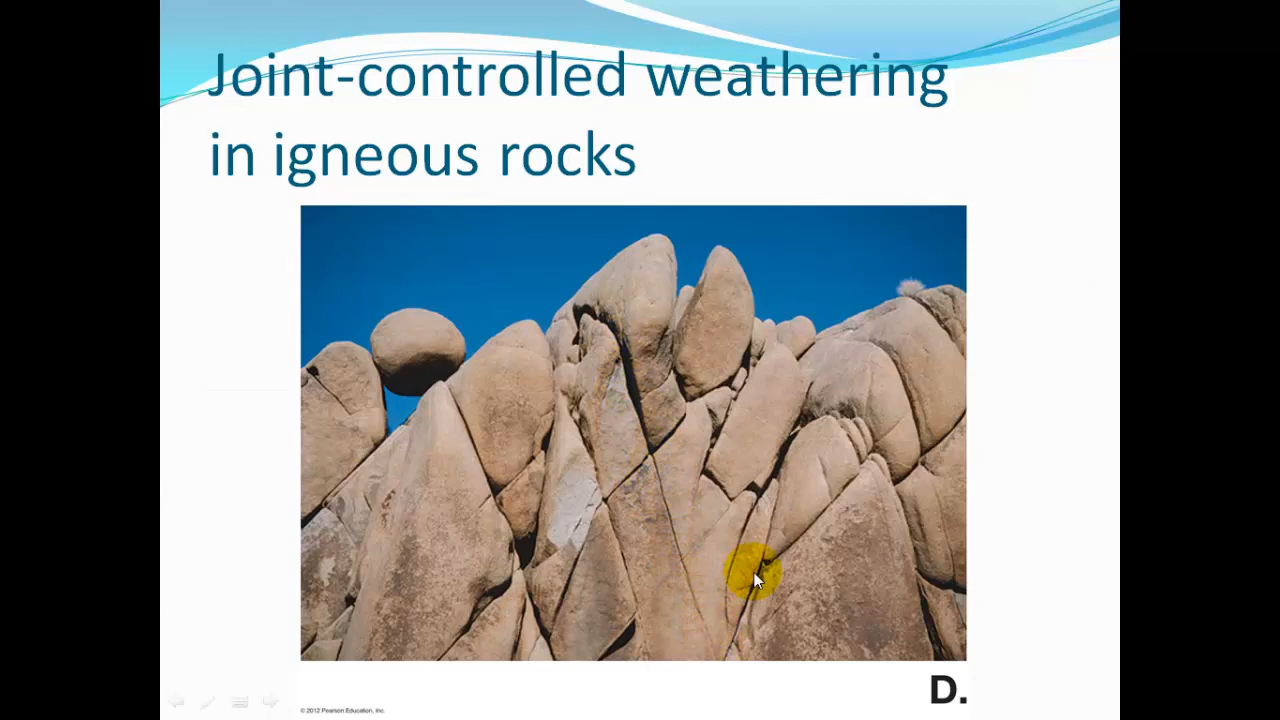 Joint-controlled weathering
in igneous rocks
D.
© 2012 Pearson Education, Inc.